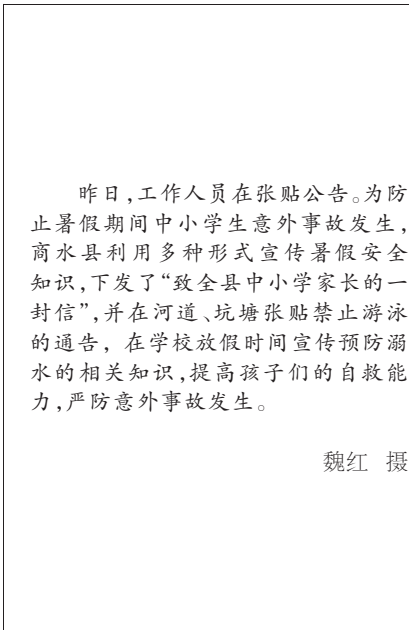 昨日,工作人员在张贴公告。为防
止暑假期间中小学生意外事故发生,
商水县利用多种形式宣传暑假安全
知识,下发了“致全县中小学家长的一
封信”,并在河道、坑塘张贴禁止游泳
的通告, 在学校放假时间宣传预防溺
水的相关知识,提高孩子们的自救能
力,严防意外事故发生。
魏红 摄